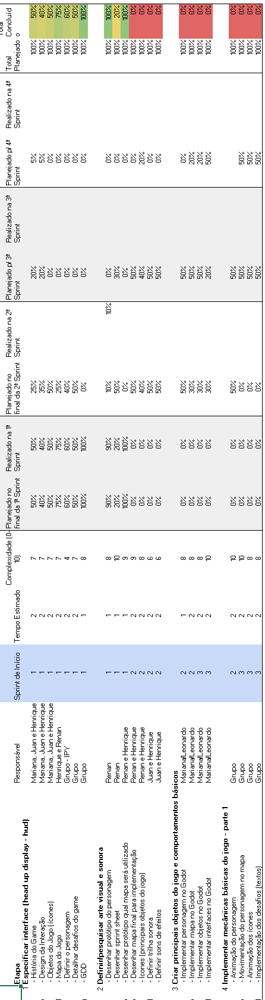 Etapa Responsável Sprint de Início Tempo Estimado Complexidade (0-10) Planejado no final da 1ª Sprint Realizado na 1ª Sprint Planejado no final da 2ª Sprint Realizado na 2ª Sprint Planejado p/ 3ª Sprint Realizado na 3ª Sprint Planejado p/ 4ª Sprint Realizado na 4ª Sprint Total Planejado Total Concluído
1 Especificar interface (head up display - hud)
- História do Game Mariana, Juan e Henrique 1 2 7 50% 50% 25% 20% 5% 100% 50%
- Design da Interação Mariana, Juan e Henrique 1 2 7 40% 40% 35% 20% 5% 100% 40%
- Objetos do Jogo (ícones) Mariana, Juan e Henrique 1 2 7 50% 50% 50% 0% 0% 100% 50%
- Mapa do Jogo Henrique e Renan 1 2 7 75% 75% 25% 0% 0% 100% 75%
- Definir o personagem Grupo - IPY 1 2 4 60% 60% 40% 0% 0% 100% 60%
- Detalhar desafios do game Grupo 1 2 7 50% 50% 50% 0% 0% 100% 50%
- GDD Grupo 1 1 8 100% 100% 0% 0% 0% 100% 100%
2 Definir/pesquisar arte visual e sonora
- Desenhar protótipo do personagem Renan 1 1 8 90% 90% 10% 10% 0% 0% 100% 100%
- Desenhar sprint sheet Renan 1 1 10 20% 20% 50% 30% 0% 100% 20%
- Desenhar protótipo qual mapa será utilizado Renan e Henrique 1 1 9 100% 100% 0% 0% 0% 100% 100%
- Desenhar mapa final para implementação Renan e Henrique 2 2 9 0% 0% 50% 50% 0% 100% 0%
- Ícones (principais objetos do jogo) Renan e Henrique 2 2 8 0% 0% 40% 40% 20% 100% 0%
- Definir trilha sonora Juan e Henrique 2 2 6 0% 0% 50% 50% 0% 100% 0%
- Definir sons de efeitos Juan e Henrique 2 2 6 0% 0% 50% 50% 0% 100% 0%
3 Criar principais objetos do jogo e comportamentos básicos
- Implementar personagem no Godot Mariana/Leonardo 2 1 8 0% 0% 50% 50% 0% 100% 0%
- Implementar mapa no Godot Mariana/Leonardo 2 2 8 0% 0% 30% 50% 20% 100% 0%
- Implementar objetos no Godot Mariana/Leonardo 3 2 8 0% 0% 30% 50% 20% 100% 0%
- Implementar interfaces no Godot Mariana/Leonardo 3 2 10 0% 0% 30% 20% 50% 100% 0%
4 Implementar mecânicas básicas do jogo - parte 1
- Animação do personagem Grupo 2 2 10 0% 0% 50% 50% 100% 0%
- Movimentação do personagem no mapa Grupo 3 2 10 0% 0% 0% 50% 50% 100% 0%
- Animação dos ícones Grupo 3 2 8 0% 0% 0% 50% 50% 100% 0%
- Implementação dos desafios (textos) Grupo 3 2 8 0% 0% 0% 50% 50% 100% 0%